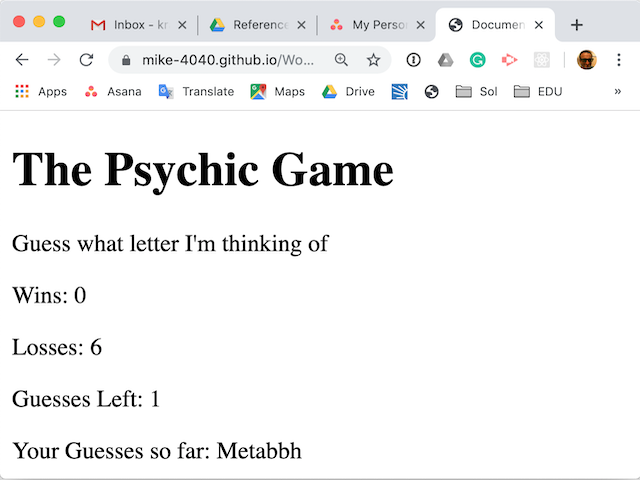 Inbox - kr
Reference
My Person
Documen
mike-4040.github.io/Wo...
Apps
Asana
Translate
Maps
Drive
Sol
EDU
»
The Psychic Game
Guess what letter I'm thinking of
Wins: 0
Losses: 6
Guesses Left: 1
Your Guesses so far: Metabbh